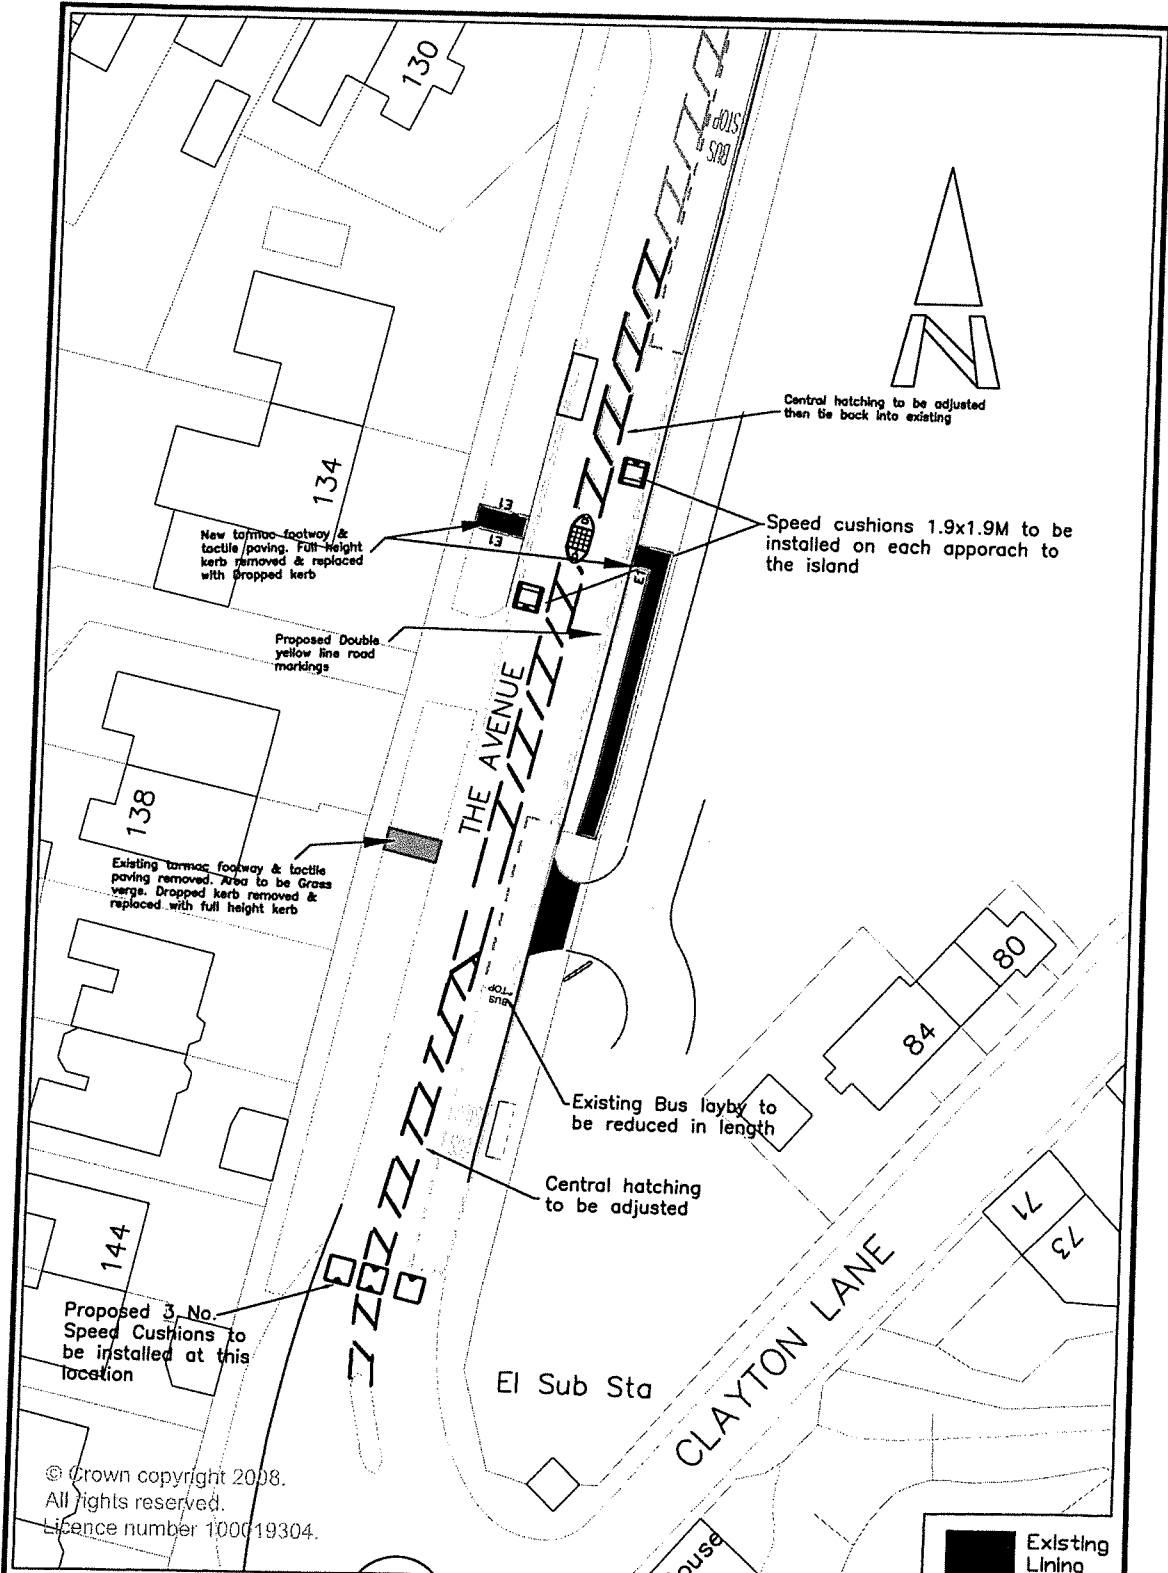 130
BUS
STOP
N
Central hatching to be adjusted
then tie back into existing
134
E1
E1
New tarmac footway &
tactile paving. Full height
kerb removed & replaced
with Dropped kerb
Speed cushions 1.9x1.9M to be
installed on each apporach to
the island
E1
Proposed Double
yellow line road
markings
THE AVENUE
138
Existing tarmac footway & tactile
paving removed. Area to be Grass
verge. Dropped kerb removed &
replaced with full height kerb
80
84
BUS
STOP
Existing Bus layby to
be reduced in length
Central hatching
to be adjusted
71
73
144
Proposed 3 No.
Speed Cushions to
be installed at this
location
El Sub Sta
CLAYTON LANE
© Crown copyright 2008.
All rights reserved.
Licence number 100019304.
ouse
Existing
Lining